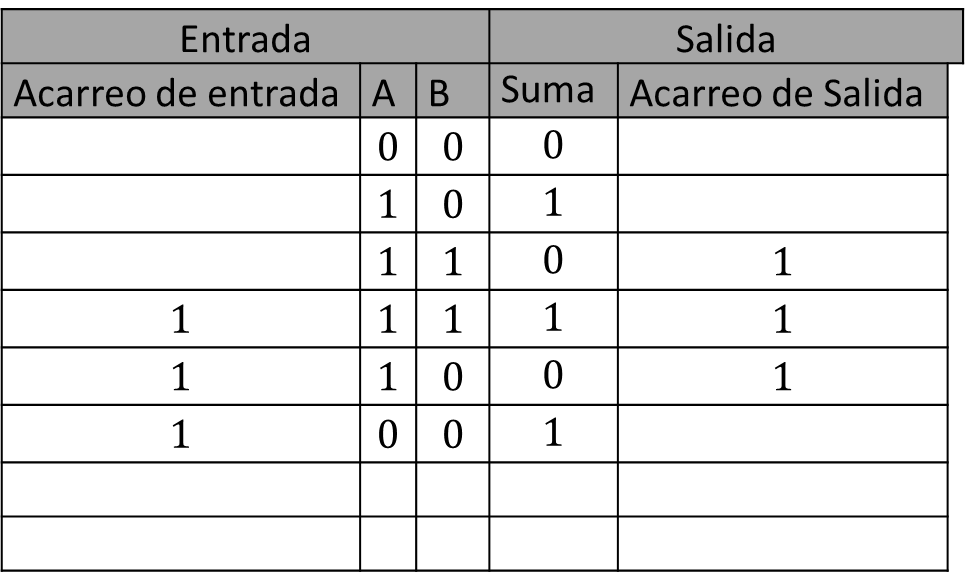 Entrada Salida
Acarreo de entrada A B Suma Acarreo de Salida
0 0 0
1 0 1
1 1 0 1
1 1 1 1 1
1 1 0 0 1
1 0 0 1